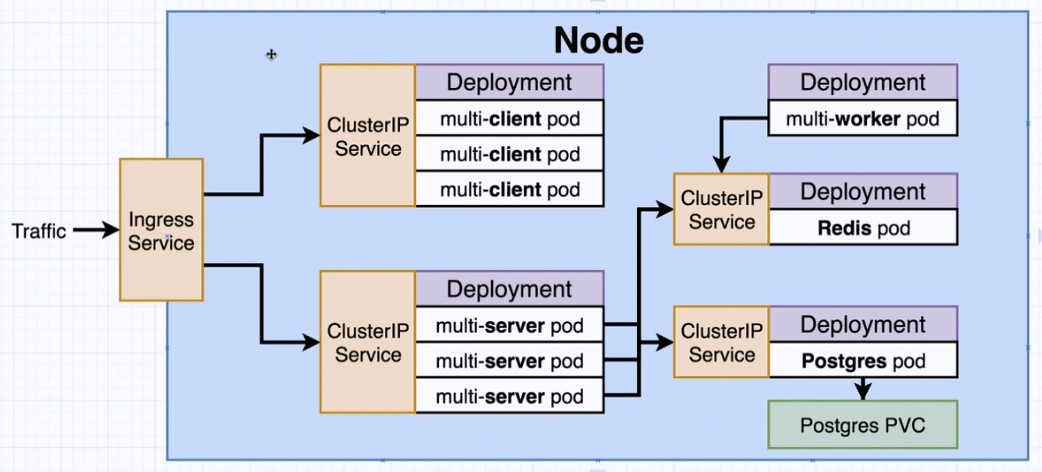 Node
Traffic
Ingress
Service
ClusterIP
Service
Deployment
multi-client pod
multi-client pod
multi-client pod
ClusterIP
Service
Deployment
multi-server pod
multi-server pod
multi-server pod
Deployment
multi-worker pod
ClusterIP
Service
Deployment
Redis pod
ClusterIP
Service
Deployment
Postgres pod
Postgres PVC